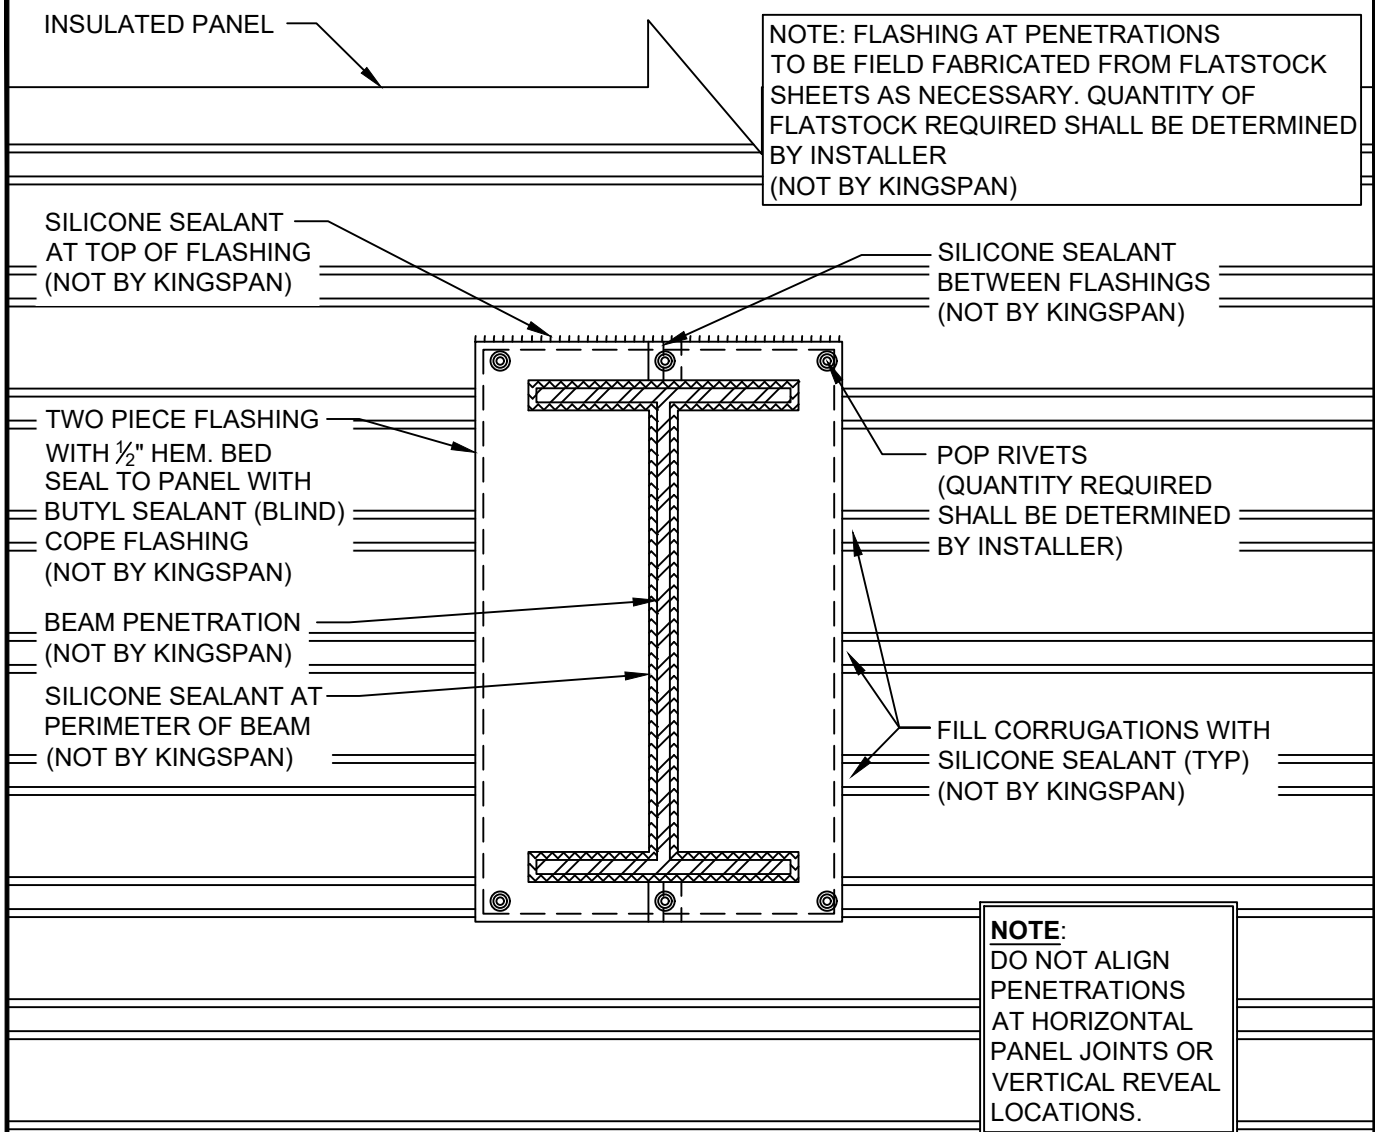 INSULATED PANEL
NOTE: FLASHING AT PENETRATIONS
TO BE FIELD FABRICATED FROM FLATSTOCK
SHEETS AS NECESSARY. QUANTITY OF
FLATSTOCK REQUIRED SHALL BE DETERMINED
BY INSTALLER
(NOT BY KINGSPAN)
SILICONE SEALANT
AT TOP OF FLASHING
(NOT BY KINGSPAN)
SILICONE SEALANT
BETWEEN FLASHINGS
(NOT BY KINGSPAN)
TWO PIECE FLASHING
WITH ½" HEM. BED
SEAL TO PANEL WITH
BUTYL SEALANT (BLIND)
COPE FLASHING
(NOT BY KINGSPAN)
POP RIVETS
(QUANTITY REQUIRED
SHALL BE DETERMINED
BY INSTALLER)
BEAM PENETRATION
(NOT BY KINGSPAN)
SILICONE SEALANT AT
PERIMETER OF BEAM
(NOT BY KINGSPAN)
FILL CORRUGATIONS WITH
SILICONE SEALANT (TYP)
(NOT BY KINGSPAN)
NOTE:
DO NOT ALIGN
PENETRATIONS
AT HORIZONTAL
PANEL JOINTS OR
VERTICAL REVEAL
LOCATIONS.